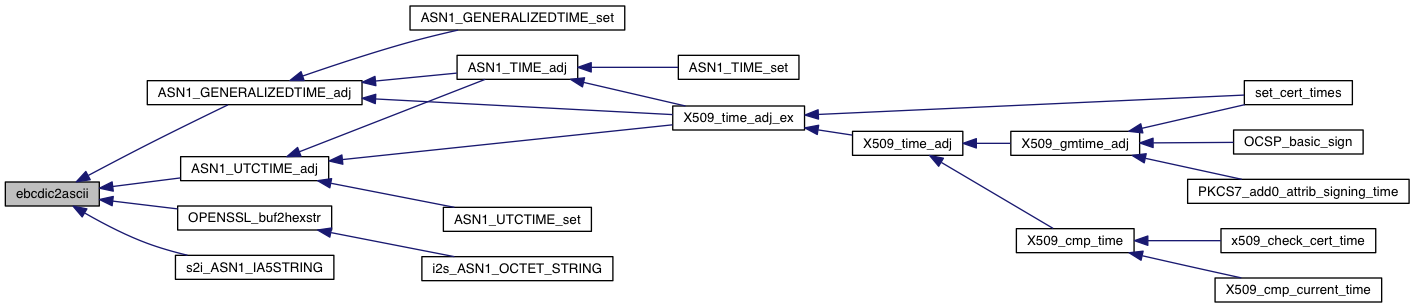 ASN1_GENERALIZEDTIME_set
ASN1_TIME_adj
ASN1_TIME_set
ASN1_GENERALIZEDTIME_adj
set_cert_times
X509_time_adj_ex
X509_time_adj
X509_gmtime_adj
OCSP_basic_sign
ASN1_UTCTIME_adj
ebcdic2ascii
PKCS7_add0_attrib_signing_time
OPENSSL_buf2hexstr
ASN1_UTCTIME_set
X509_cmp_time
x509_check_cert_time
s2i_ASN1_IA5STRING
i2s_ASN1_OCTET_STRING
X509_cmp_current_time